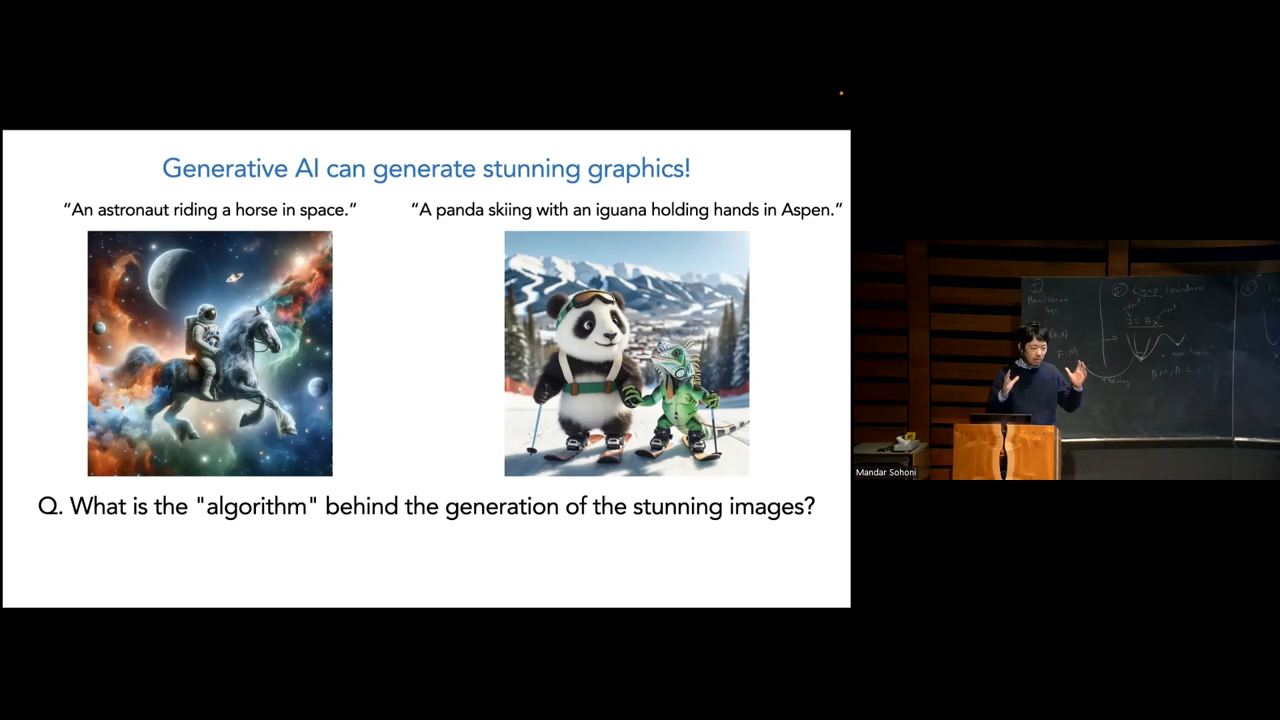 Generative AI can generate stunning graphics!
“An astronaut riding a horse in space.”
“A panda skiing with an iguana holding hands in Aspen.”
Q. What is the "algorithm" behind the generation of the stunning images?
Mandar Sohoni
F.M